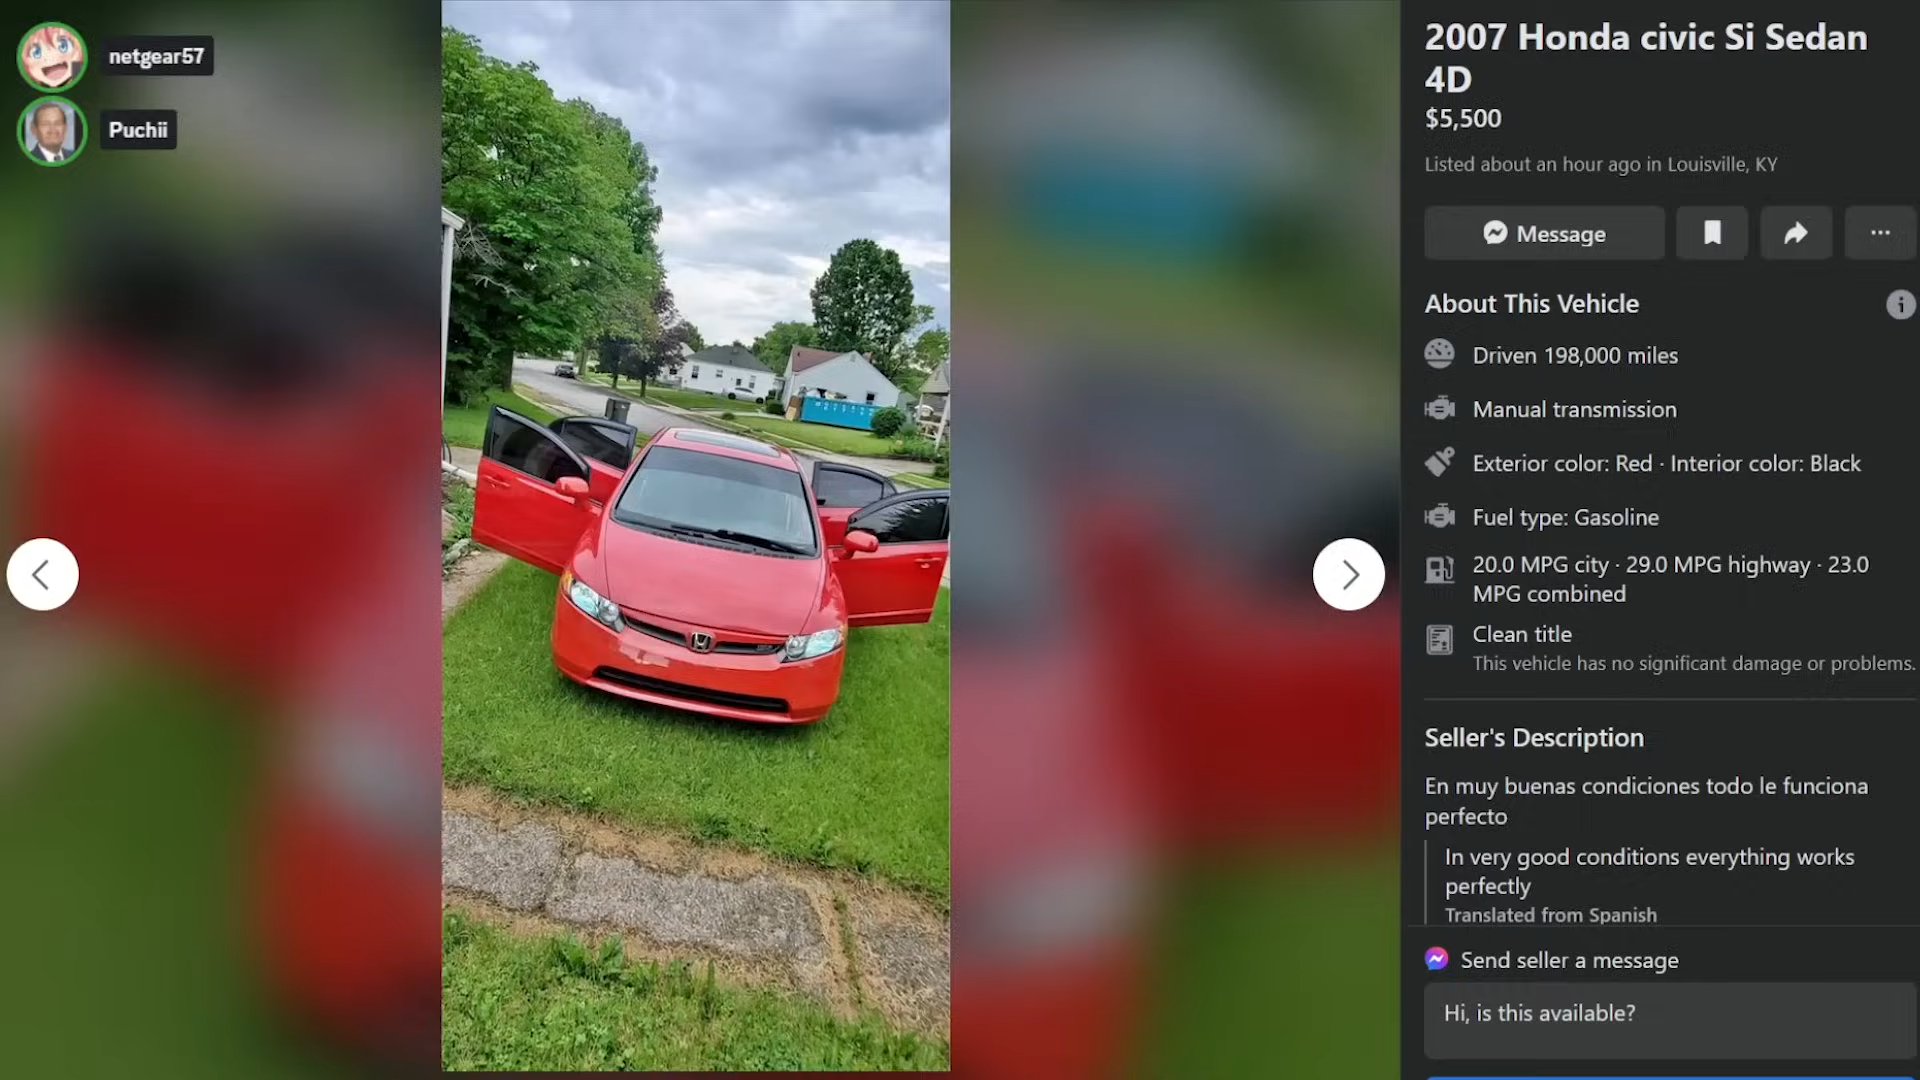 netgear57
Puchii
2007 Honda civic Si Sedan
4D
$5,500
Listed about an hour ago in Louisville, KY
Message
About This Vehicle
Driven 198,000 miles
Manual transmission
Exterior color: Red · Interior color: Black
Fuel type: Gasoline
20.0 MPG city · 29.0 MPG highway · 23.0
MPG combined
Clean title
This vehicle has no significant damage or problems.
Seller's Description
En muy buenas condiciones todo le funciona
perfecto
In very good conditions everything works
perfectly
Translated from Spanish
Send seller a message
Hi, is this available?